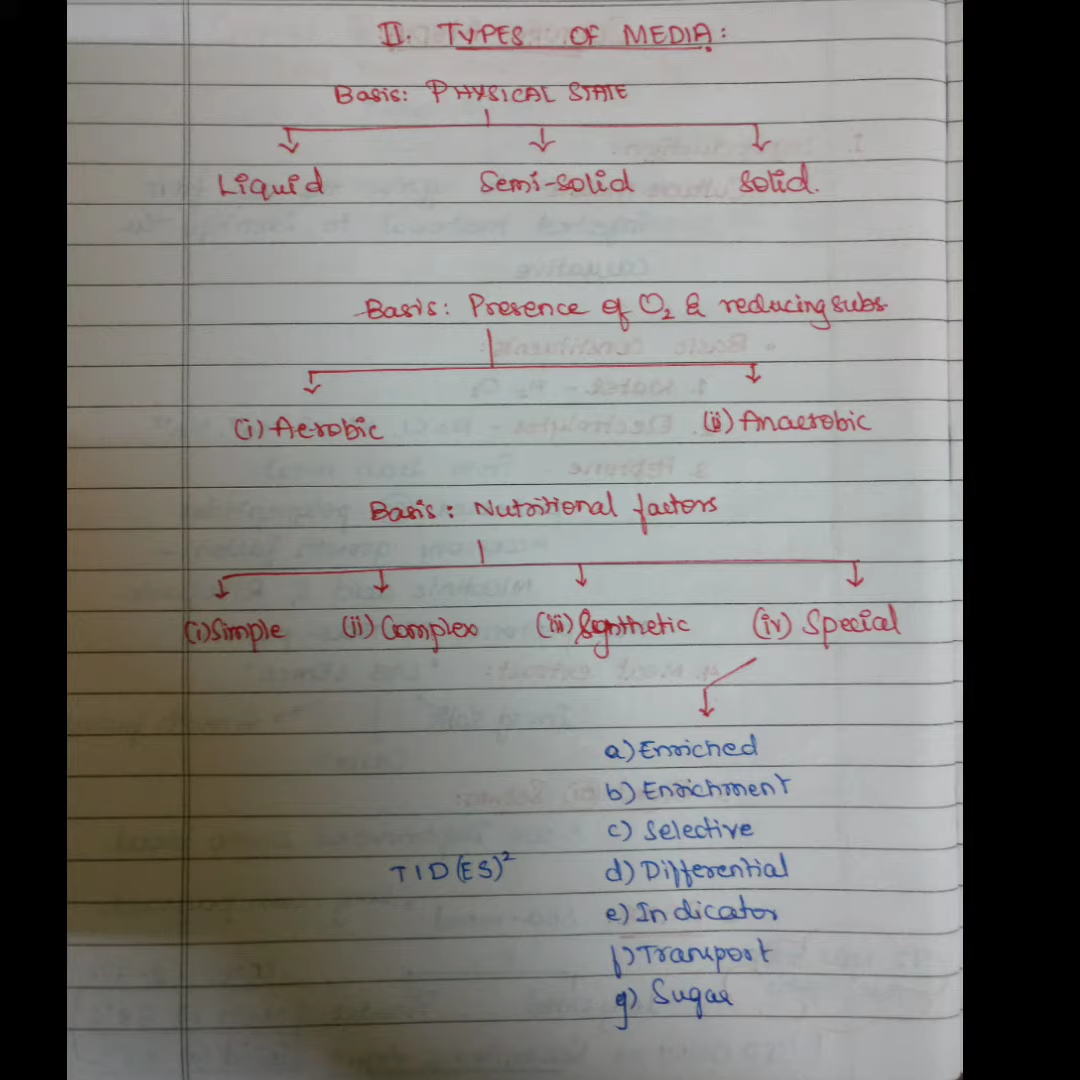 II. TYPES OF MEDIA:
Basis: PHYSICAL STATE
Liquid Semi-solid Solid.
Basis: Presence of O₂ & reducing subs.
(i) Aerobic (ii) Anaerobic
Basis: Nutritional factors
(i) Simple (ii) Complex (iii) Synthetic (iv) Special
a) Enriched
b) Enrichment
c) Selective
TID(ES)² d) Differential
e) Indicator
f) Transport
g) Sugar